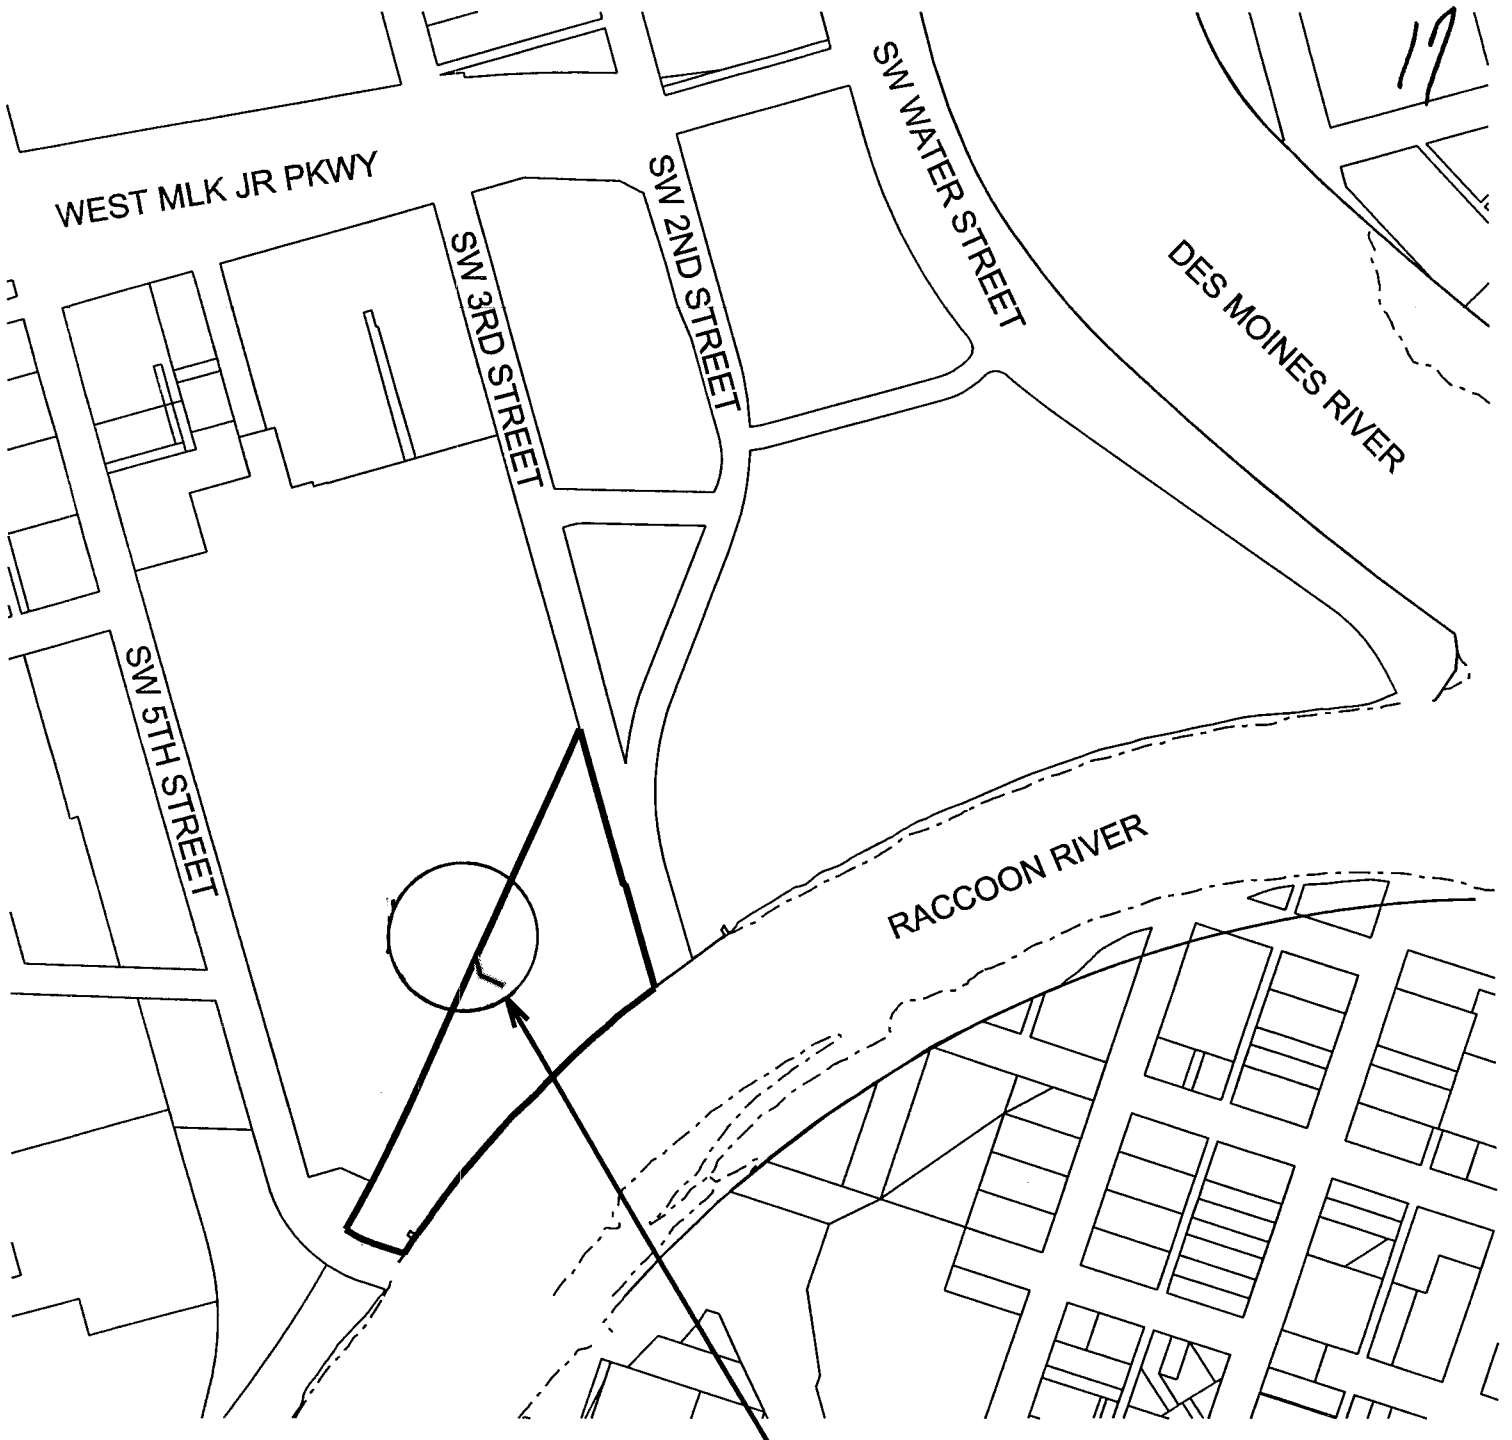 17
SW WATER STREET
WEST MLK JR PKWY
SW 2ND STREET
SW 3RD STREET
DES MOINES RIVER
SW 5TH STREET
RACCOON RIVER